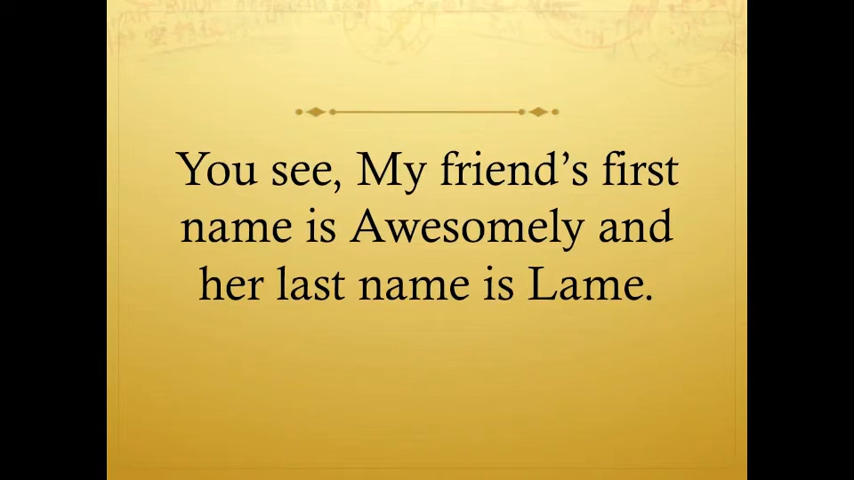 You see, My friend’s first
name is Awesomely and
her last name is Lame.